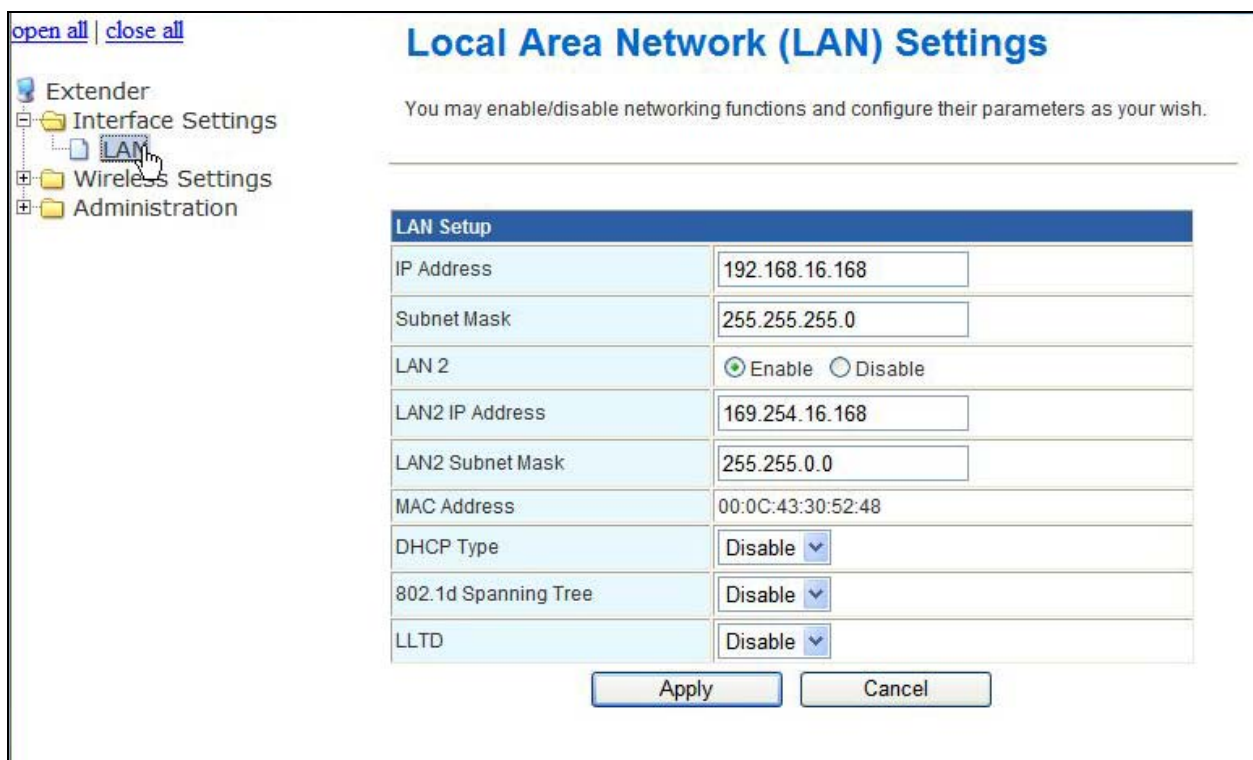 open all | close all
Extender
Interface Settings
LAN
Wireless Settings
Administration
Local Area Network (LAN) Settings
You may enable/disable networking functions and configure their parameters as your wish.
LAN Setup
IP Address 192.168.16.168
Subnet Mask 255.255.255.0
LAN 2 Enable Disable
LAN2 IP Address 169.254.16.168
LAN2 Subnet Mask 255.255.0.0
MAC Address 00:0C:43:30:52:48
DHCP Type Disable
802.1d Spanning Tree Disable
LLTD Disable
Apply Cancel